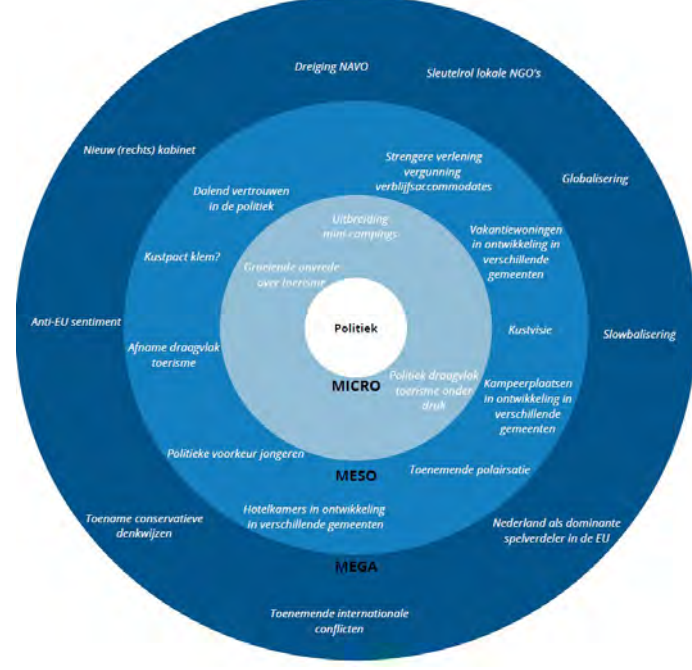 Dreiging NAVO
Sleutelrol lokale NGO's
Nieuw (rechts) kabinet
Strengere verlening
vergunning
verblijfsaccommodates
Globalisering
Dalend vertrouwen
in de politiek
Uitbreiding
mini-campings
Vakantiewoningen
in ontwikkeling in
verschillende
gemeenten
Kustpact klem?
Groeiende onvrede
over toerisme
Anti-EU sentiment
Politiek
Kustvisie
Slowbalisering
Afname draagvlak
toerisme
MICRO
Politiek draagvlak
toerisme onder
druk
Kampeerplaatsen
in ontwikkeling in
verschillende
gemeenten
Politieke voorkeur jongeren
MESO
Toenemende polairsatie
Toename conservatieve
denkwijzen
Hotelkamers in ontwikkeling
in verschillende gemeenten
Nederland als dominante
spelverdeler in de EU
MEGA
Toenemende internationale
conflicten